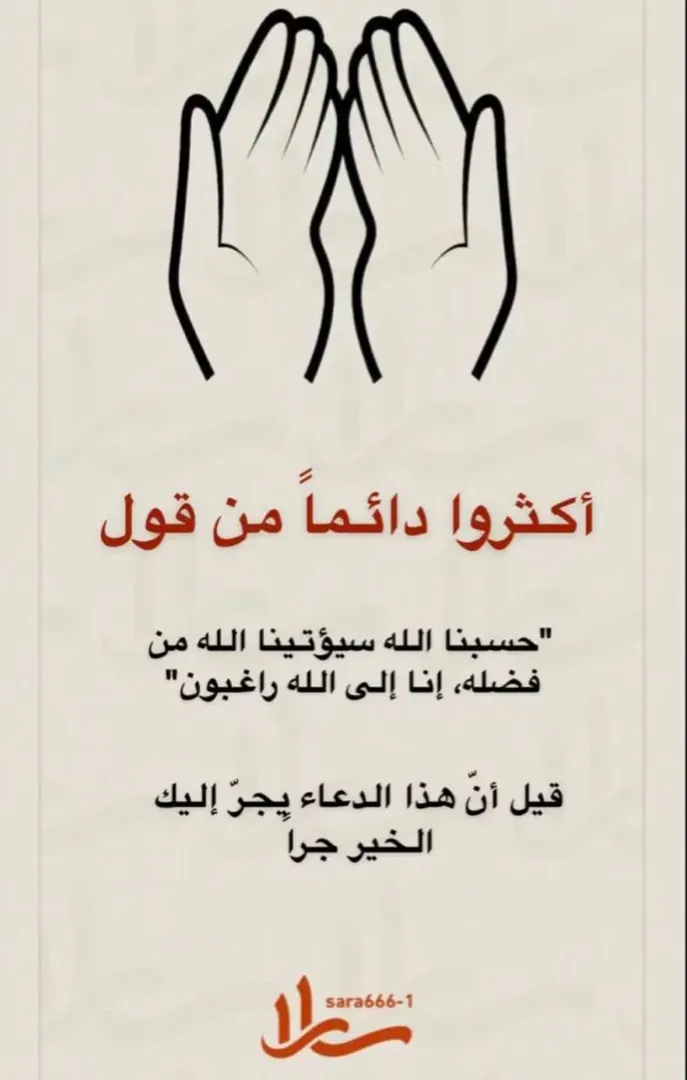 أكثروا دائماً من قول
"حسبنا الله سيؤتينا الله من
فضله، إنا إلى الله راغبون"
قيل أنّ هذا الدعاء يجرّ إليك
الخير جراً
sara666-1
سارا